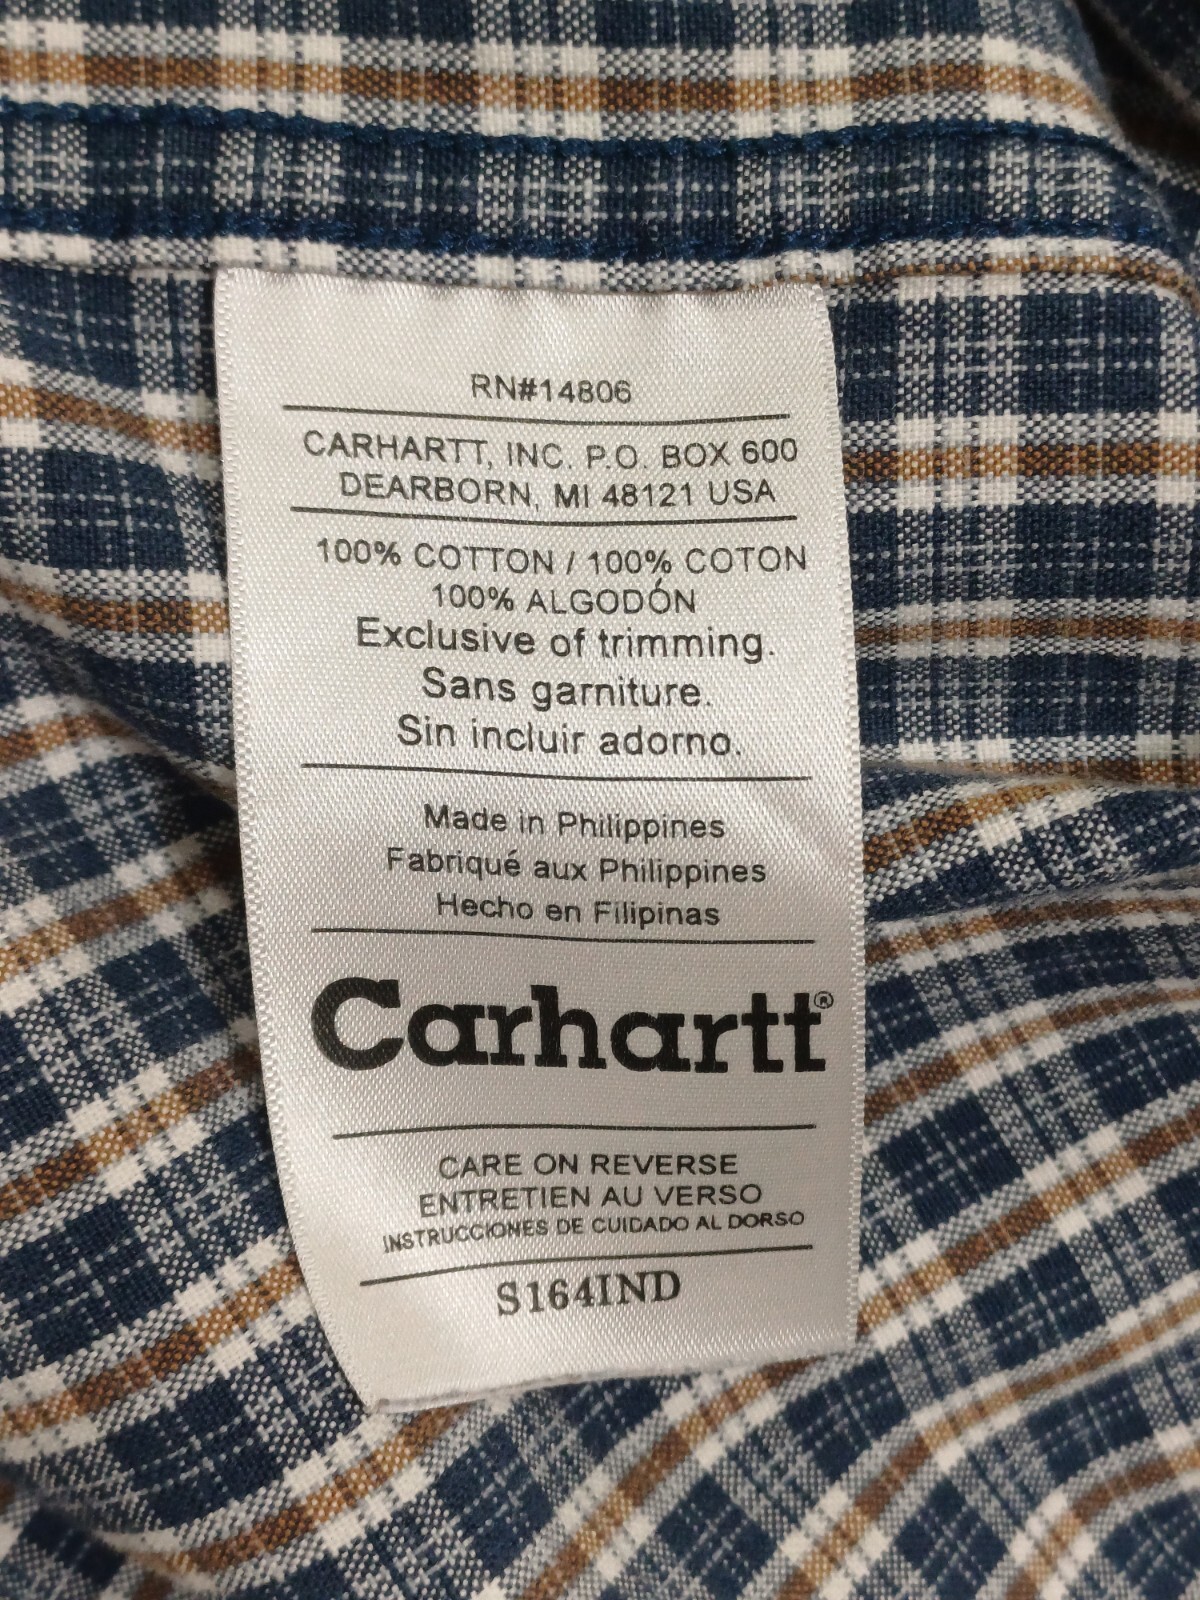 RN#14806
CARHARTT, INC. P.O. BOX 600
DEARBORN, MI 48121 USA
100% COTTON / 100% COTON
100% ALGODÓN
Exclusive of trimming.
Sans garniture.
Sin incluir adorno.
Made in Philippines
Fabriqué aux Philippines
Hecho en Filipinas
Carhartt®
CARE ON REVERSE
ENTRETIEN AU VERSO
INSTRUCCIONES DE CUIDADO AL DORSO
S164IND